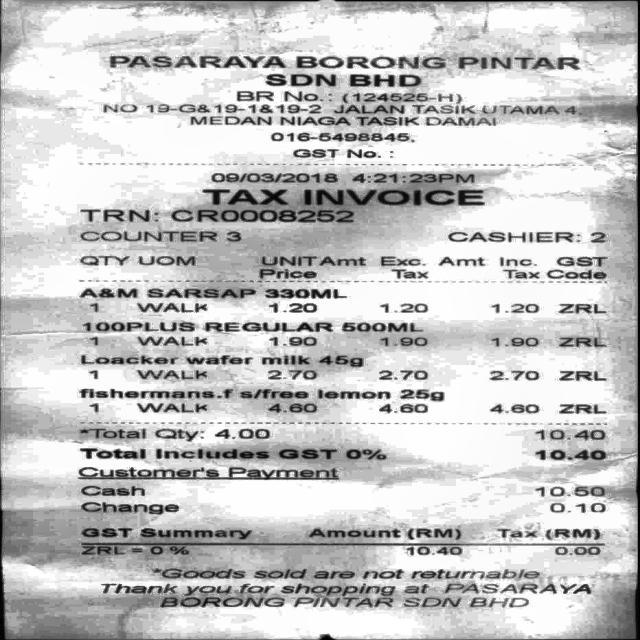 PASARAYA BORONG PINTAR
SDN BHD
BR No.: (124525-H)
NO 19-G&19-1&19-2 JALAN TASIK UTAMA 4,
MEDAN NIAGA TASIK DAMAI
016-5498845,
GST No. :
09/03/2018 4:21:23PM
TAX INVOICE
TRN: CR0008252
COUNTER 3 CASHIER: 2
QTY UOM UNIT Amt Exc. Amt Inc. GST
Price Tax Tax Code
A&M SARSAP 330ML
1 WALK 1.20 1.20 1.20 ZRL
100PLUS REGULAR 500ML
1 WALK 1.90 1.90 1.90 ZRL
Loacker wafer milk 45g
1 WALK 2.70 2.70 2.70 ZRL
fishermans.f s/free lemon 25g
1 WALK 4.60 4.60 4.60 ZRL
*Total Qty: 4.00 10.40
Total Includes GST 0% 10.40
Customer's Payment
Cash 10.50
Change 0.10
GST Summary Amount (RM) Tax (RM)
ZRL = 0 % 10.40 0.00
*Goods sold are not returnable
Thank you for shopping at PASARAYA
BORONG PINTAR SDN BHD